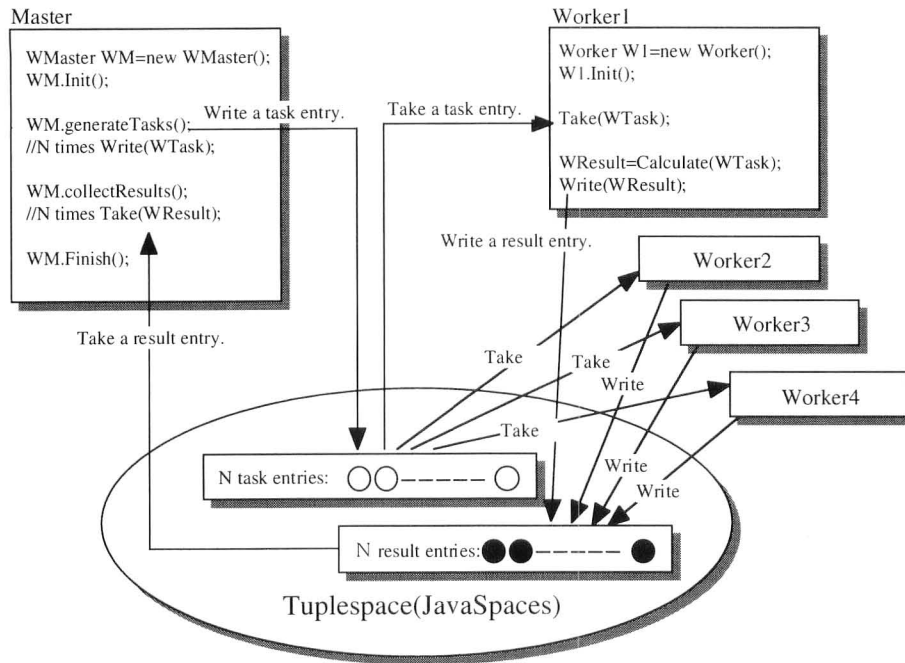 Master
WMaster WM=new WMaster();
WM.Init();
WM.generateTasks();
//N times Write(WTask);
WM.collectResults();
//N times Take(WResult);
WM.Finish();
Write a task entry.
Take a task entry.
Worker1
Worker W1=new Worker();
W1.Init();
Take(WTask);
WResult=Calculate(WTask);
Write(WResult);
Write a result entry.
Worker2
Worker3
Worker4
Take a result entry.
Take
Take
Write
Take
Write
Write
N task entries:
N result entries:
Tuplespace(JavaSpaces)